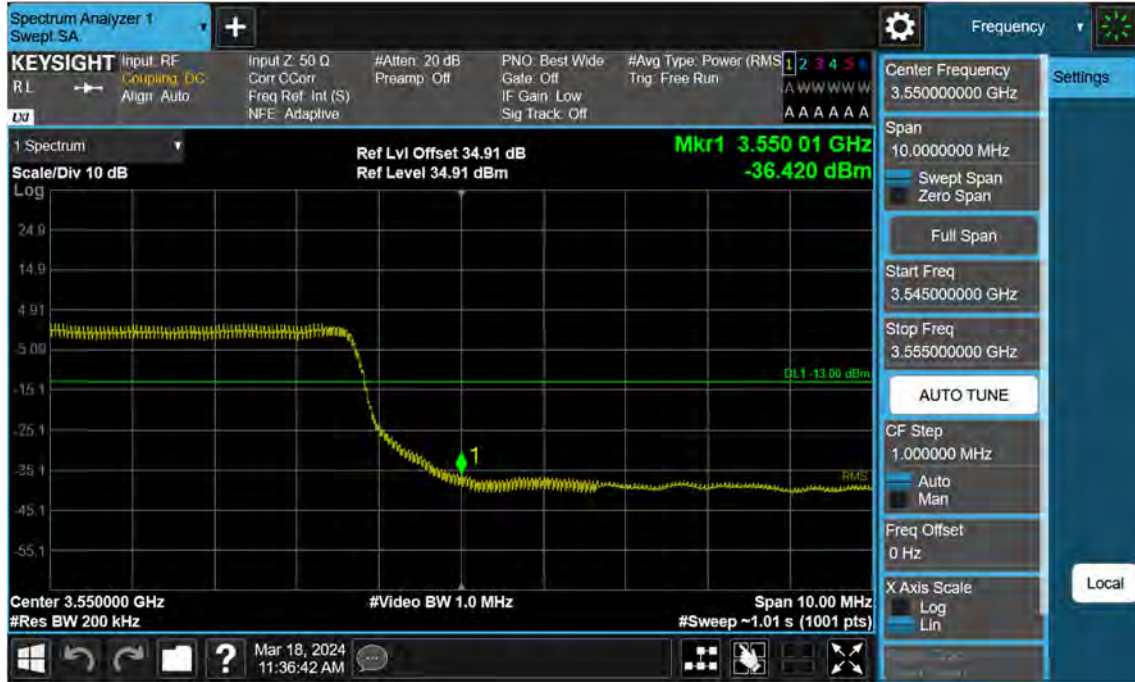 Spectrum Analyzer 1
Swept SA
+
Frequency
KEYSIGHT
RL
LXI
Input: RF
Coupling: DC
Align: Auto
Input Z: 50 Ω
Corr CCorr
Freq Ref: Int (S)
NFE: Adaptive
#Atten: 20 dB
Preamp: Off
PNO: Best Wide
Gate: Off
IF Gain: Low
Sig Track: Off
#Avg Type: Power (RMS
Trig: Free Run
1 2 3 4 5 6
A W W W W W
A A A A A A
1 Spectrum
Scale/Div 10 dB
Log
Ref Lvl Offset 34.91 dB
Ref Level 34.91 dBm
Mkr1 3.550 01 GHz
-36.420 dBm
24.9
14.9
4.91
-5.09
-15.1
-25.1
-35.1
-45.1
-55.1
DL1 -13.00 dBm
1
RMS
Center 3.550000 GHz
#Video BW 1.0 MHz
Span 10.00 MHz
#Res BW 200 kHz
#Sweep ~1.01 s (1001 pts)
?
Mar 18, 2024
11:36:42 AM
Center Frequency
3.550000000 GHz
Settings
Span
10.0000000 MHz
Swept Span
Zero Span
Full Span
Start Freq
3.545000000 GHz
Stop Freq
3.555000000 GHz
AUTO TUNE
CF Step
1.000000 MHz
Auto
Man
Freq Offset
0 Hz
X Axis Scale
Log
Lin
Local